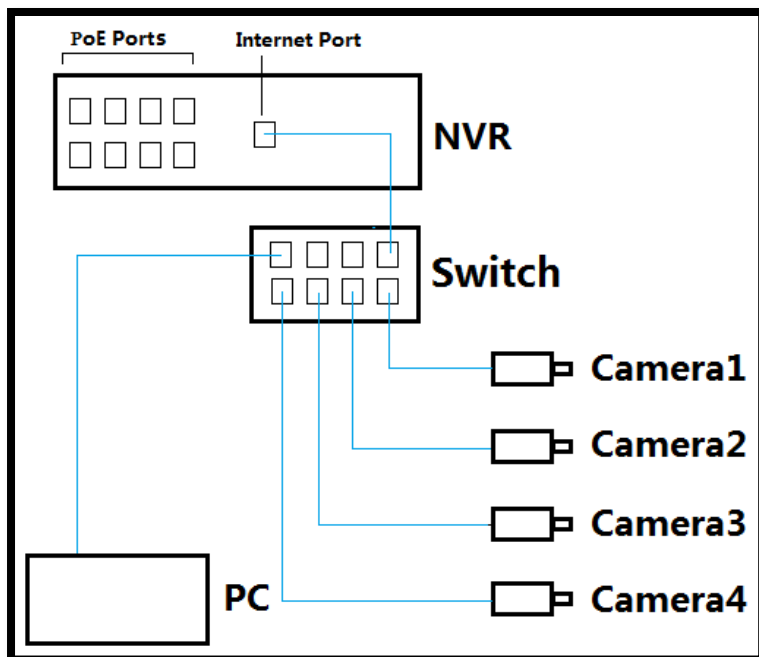 PoE Ports
Internet Port
NVR
Switch
Camera1
Camera2
Camera3
PC
Camera4